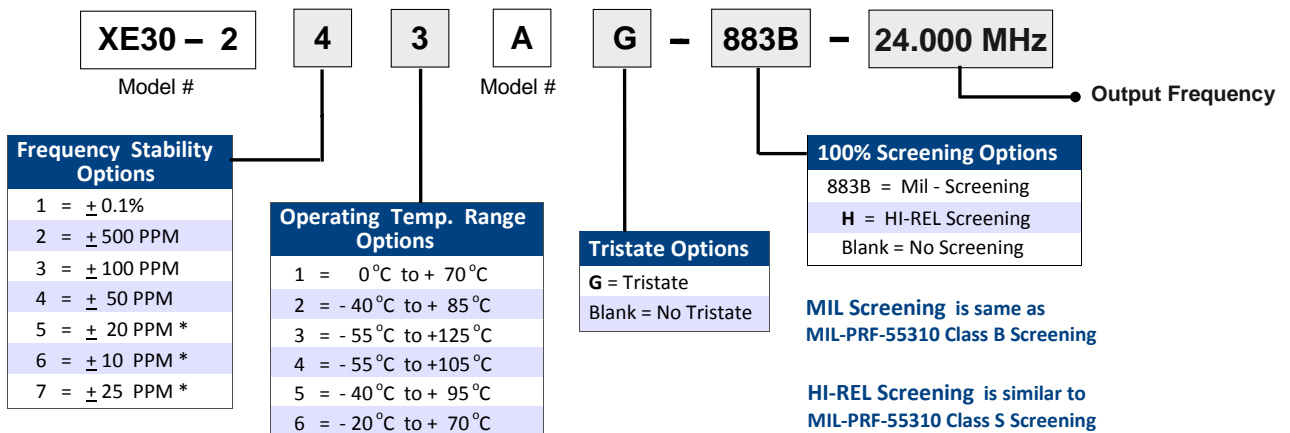 XE30 – 2 4 3 A G – 883B – 24.000 MHz
Model # Model #
Output Frequency
Frequency Stability
Options
1 = ± 0.1%
2 = ± 500 PPM
3 = ± 100 PPM
4 = ± 50 PPM
5 = ± 20 PPM *
6 = ± 10 PPM *
7 = ± 25 PPM *
Operating Temp. Range
Options
1 = 0°C to + 70°C
2 = - 40°C to + 85°C
3 = - 55°C to +125°C
4 = - 55°C to +105°C
5 = - 40°C to + 95°C
6 = - 20°C to + 70°C
Tristate Options
G = Tristate
Blank = No Tristate
100% Screening Options
883B = Mil - Screening
H = HI-REL Screening
Blank = No Screening
MIL Screening is same as
MIL-PRF-55310 Class B Screening
HI-REL Screening is similar to
MIL-PRF-55310 Class S Screening